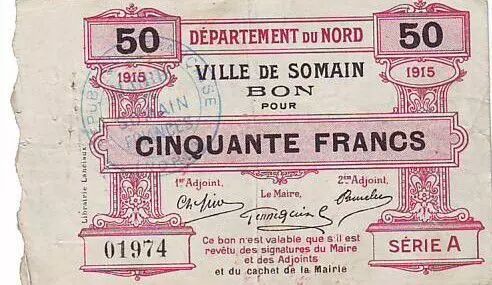 50 DÉPARTEMENT DU NORD 50
1915 VILLE DE SOMAIN 1915
BON
POUR
CINQUANTE FRANCS
1er Adjoint, Le Maire, 2me Adjoint,
01974
Ce bon n'est valable que s'il est
revêtu des signatures du Maire
et des Adjoints
et du cachet de la Mairie
SÉRIE A
Librairie Landaux